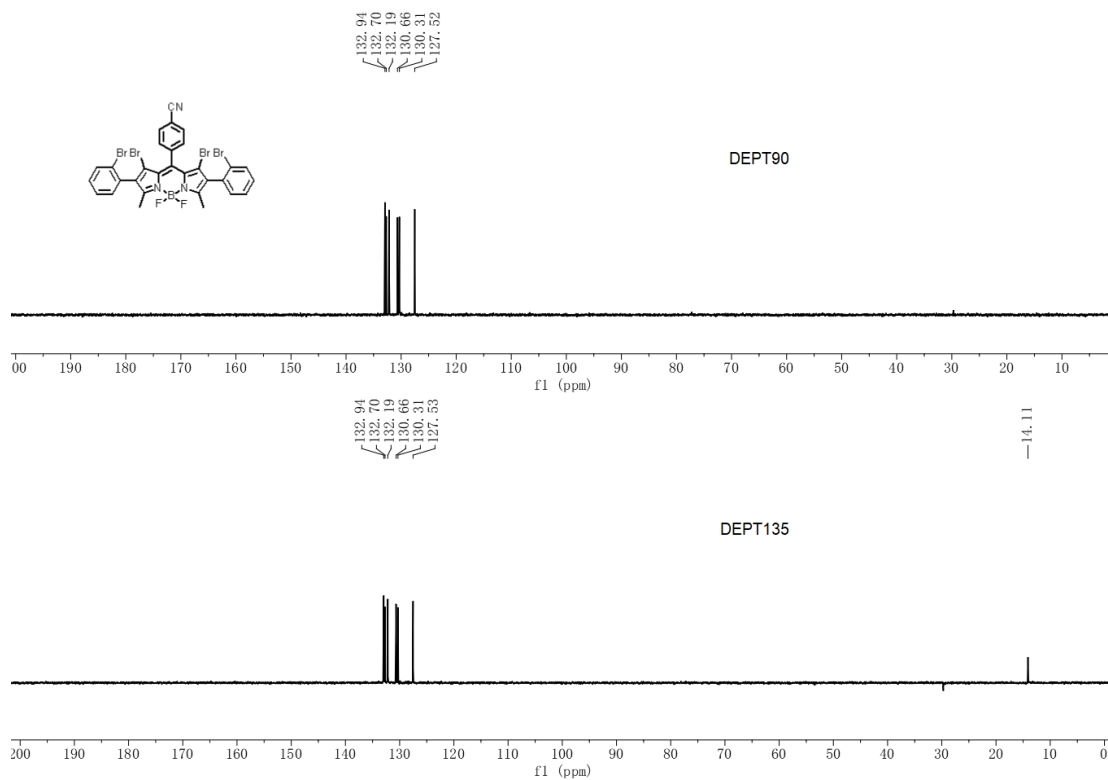 132.94
132.70
132.19
130.66
130.31
127.52
CN
Br Br
Br Br
N
N
B
F
F
DEPT90
00 190 180 170 160 150 140 130 120 110 100 90 80 70 60 50 40 30 20 10
f1 (ppm)
132.94
132.70
132.19
130.66
130.31
127.53
14.11
DEPT135
200 190 180 170 160 150 140 130 120 110 100 90 80 70 60 50 40 30 20 10 0
f1 (ppm)